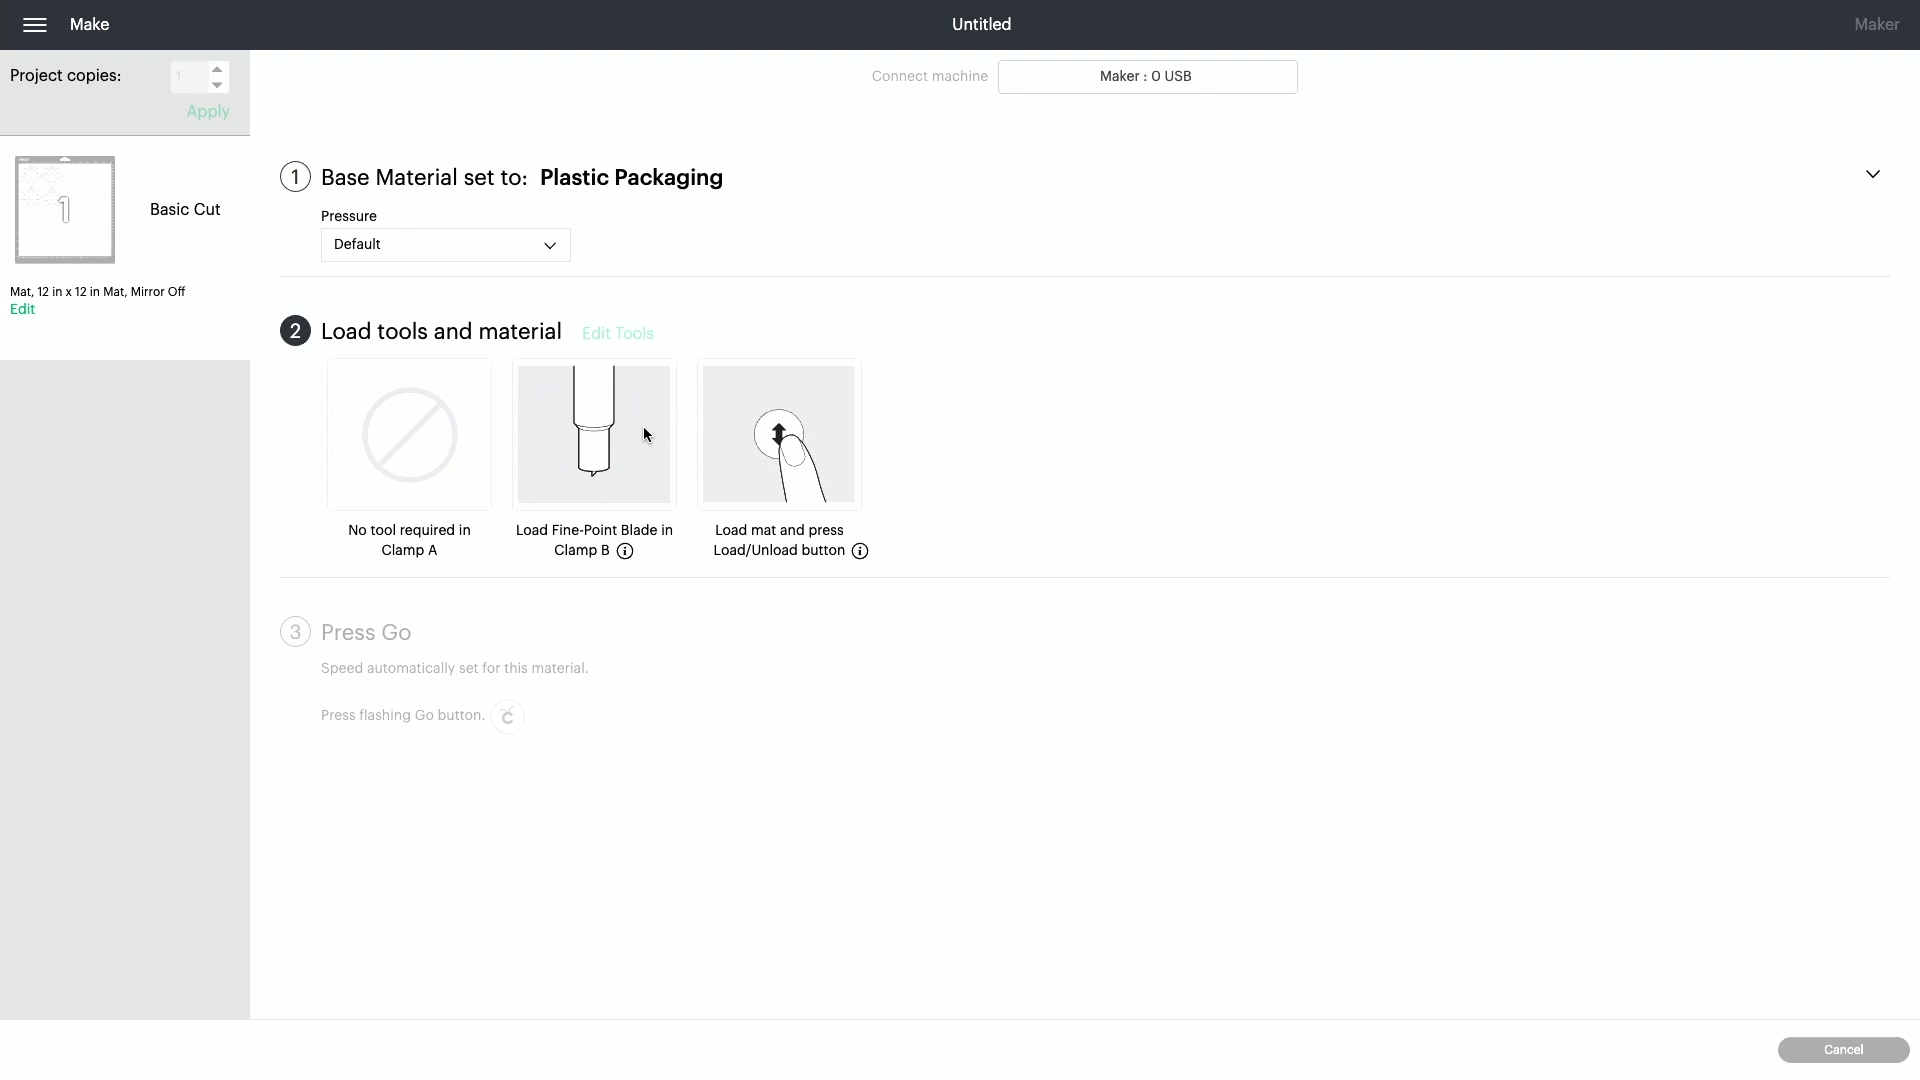 Make
Untitled
Maker
Project copies:
1
Apply
Connect machine
Maker : 0 USB
1
Basic Cut
Mat, 12 in x 12 in Mat, Mirror Off
Edit
1 Base Material set to: Plastic Packaging
Pressure
Default
2 Load tools and material Edit Tools
No tool required in
Clamp A
Load Fine-Point Blade in
Clamp B
Load mat and press
Load/Unload button
3 Press Go
Speed automatically set for this material.
Press flashing Go button.
Cancel